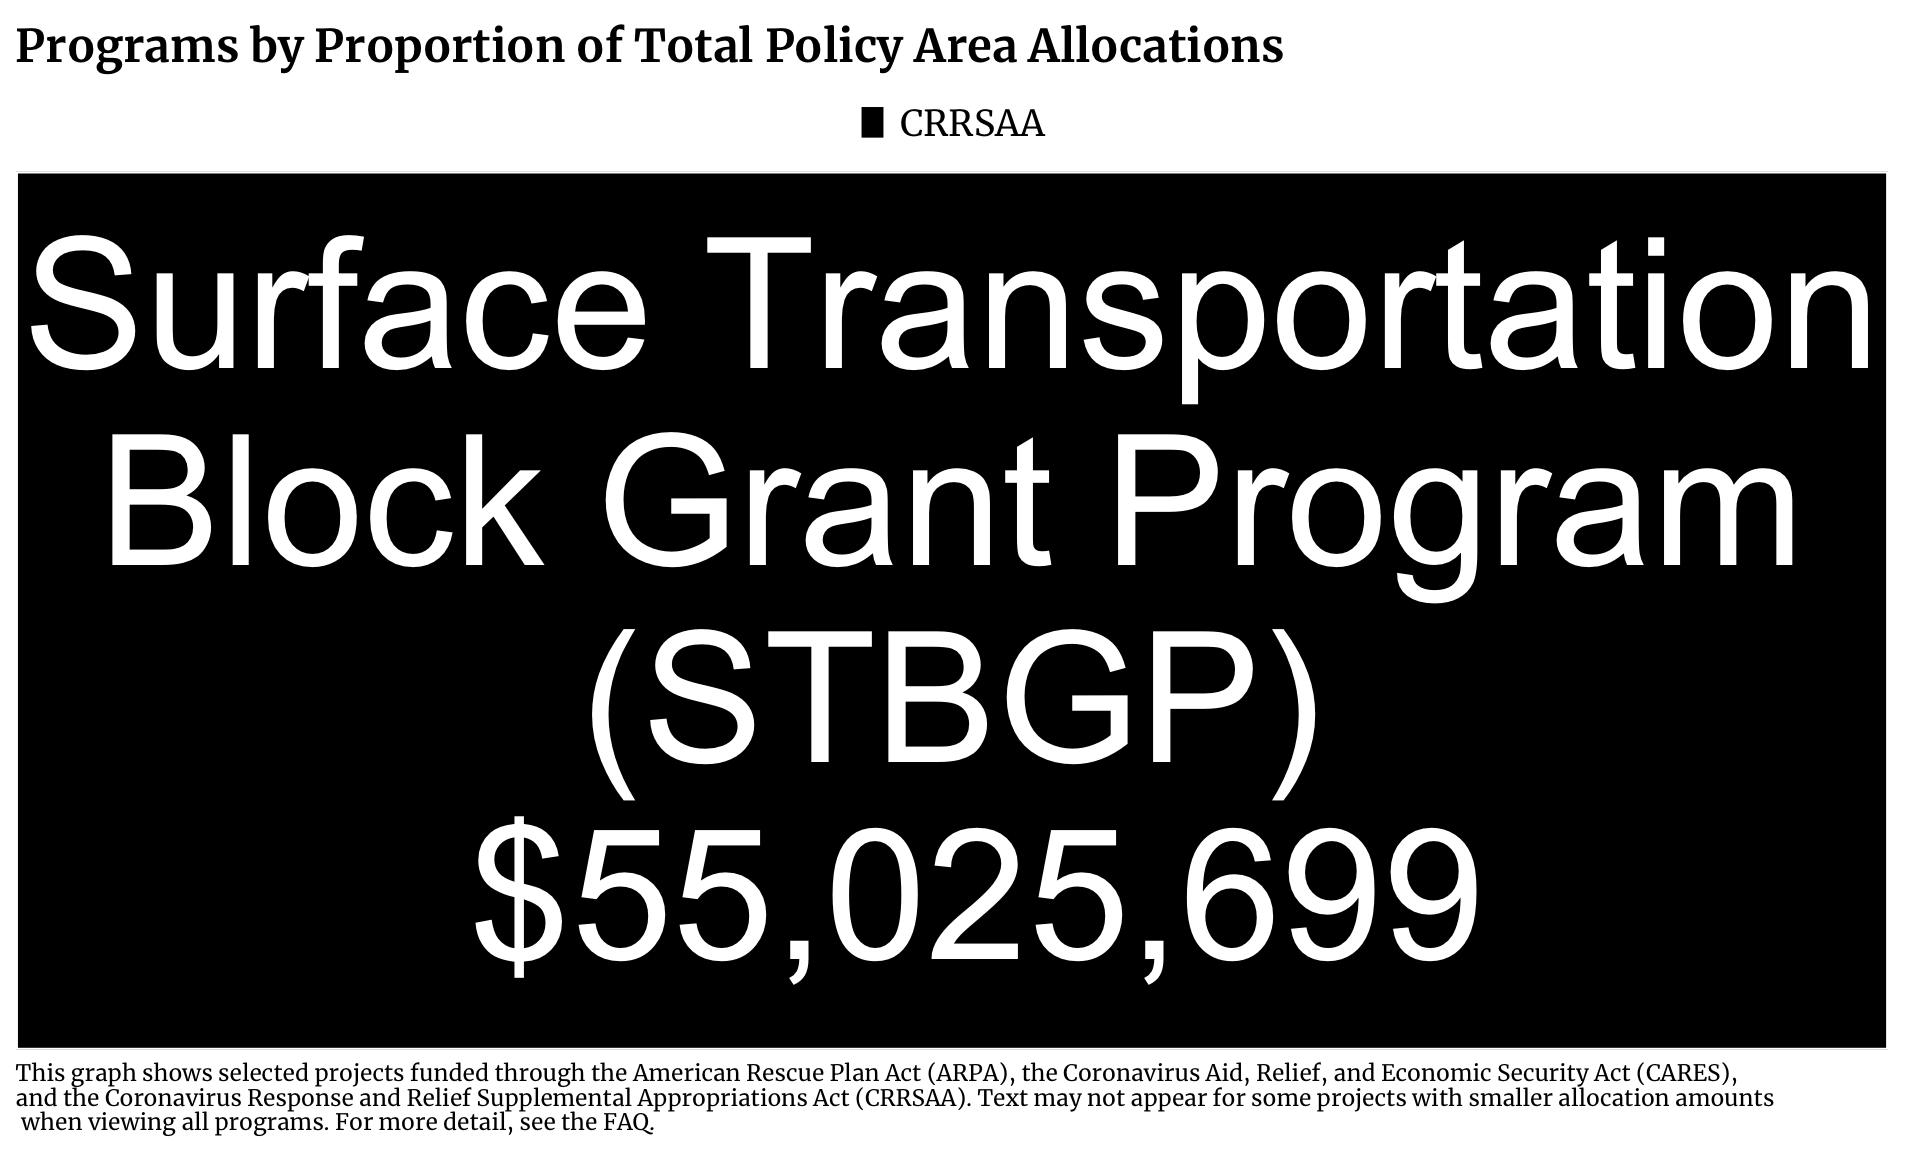 Programs by Proportion of Total Policy Area Allocations
CRRSAA
Surface Transportation
Block Grant Program
(STBGP)
$55,025,699
This graph shows selected projects funded through the American Rescue Plan Act (ARPA), the Coronavirus Aid, Relief, and Economic Security Act (CARES),
and the Coronavirus Response and Relief Supplemental Appropriations Act (CRRSAA). Text may not appear for some projects with smaller allocation amounts
when viewing all programs. For more detail, see the FAQ.